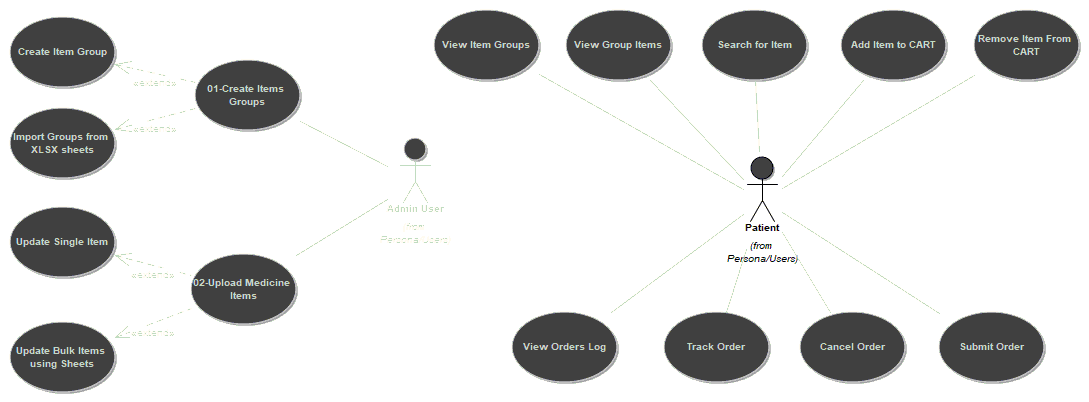 Create Item Group
«extend»
01-Create Items
Groups
«extend»
Import Groups from
XLSX sheets
Admin User
(from
Persona/Users)
Update Single Item
«extend»
02-Upload Medicine
Items
«extend»
Update Bulk Items
using Sheets
View Item Groups
View Group Items
Search for Item
Add Item to CART
Remove Item From
CART
Patient
(from
Persona/Users)
View Orders Log
Track Order
Cancel Order
Submit Order